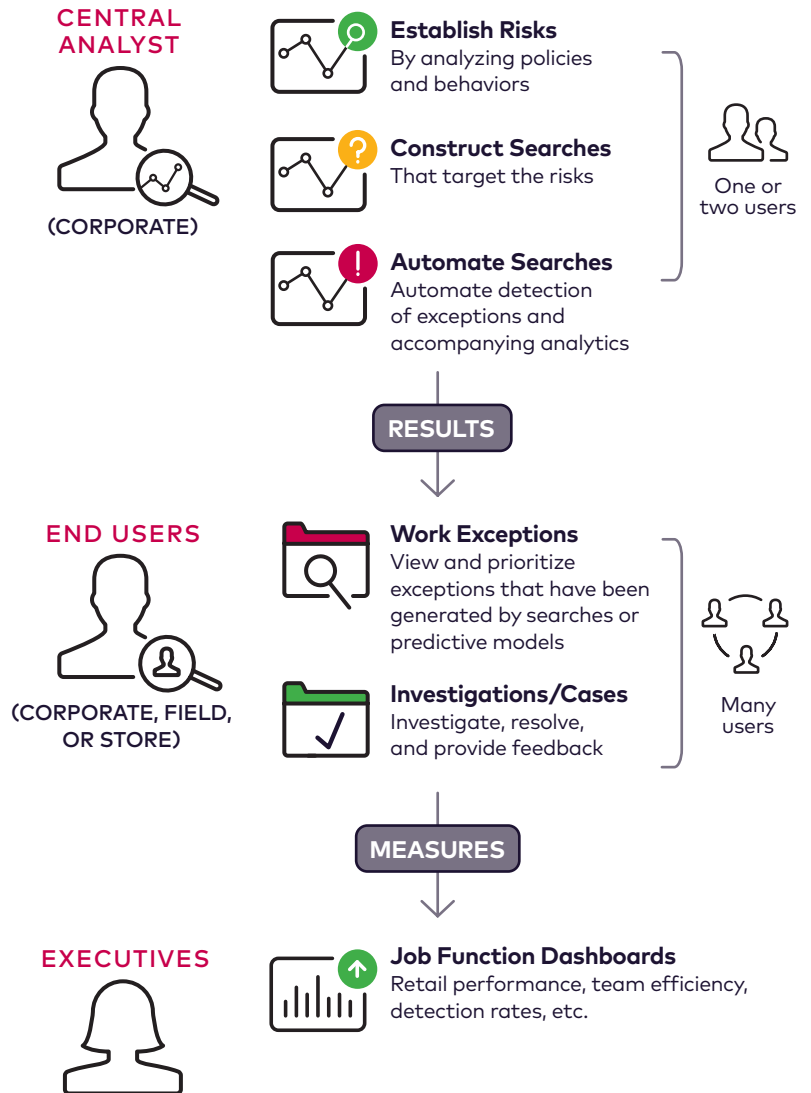 CENTRAL
ANALYST
(CORPORATE)
Establish Risks
By analyzing policies
and behaviors
Construct Searches
That target the risks
Automate Searches
Automate detection
of exceptions and
accompanying analytics
One or
two users
RESULTS
END USERS
(CORPORATE, FIELD,
OR STORE)
Work Exceptions
View and prioritize
exceptions that have been
generated by searches or
predictive models
Investigations/Cases
Investigate, resolve,
and provide feedback
Many
users
MEASURES
EXECUTIVES
Job Function Dashboards
Retail performance, team efficiency,
detection rates, etc.